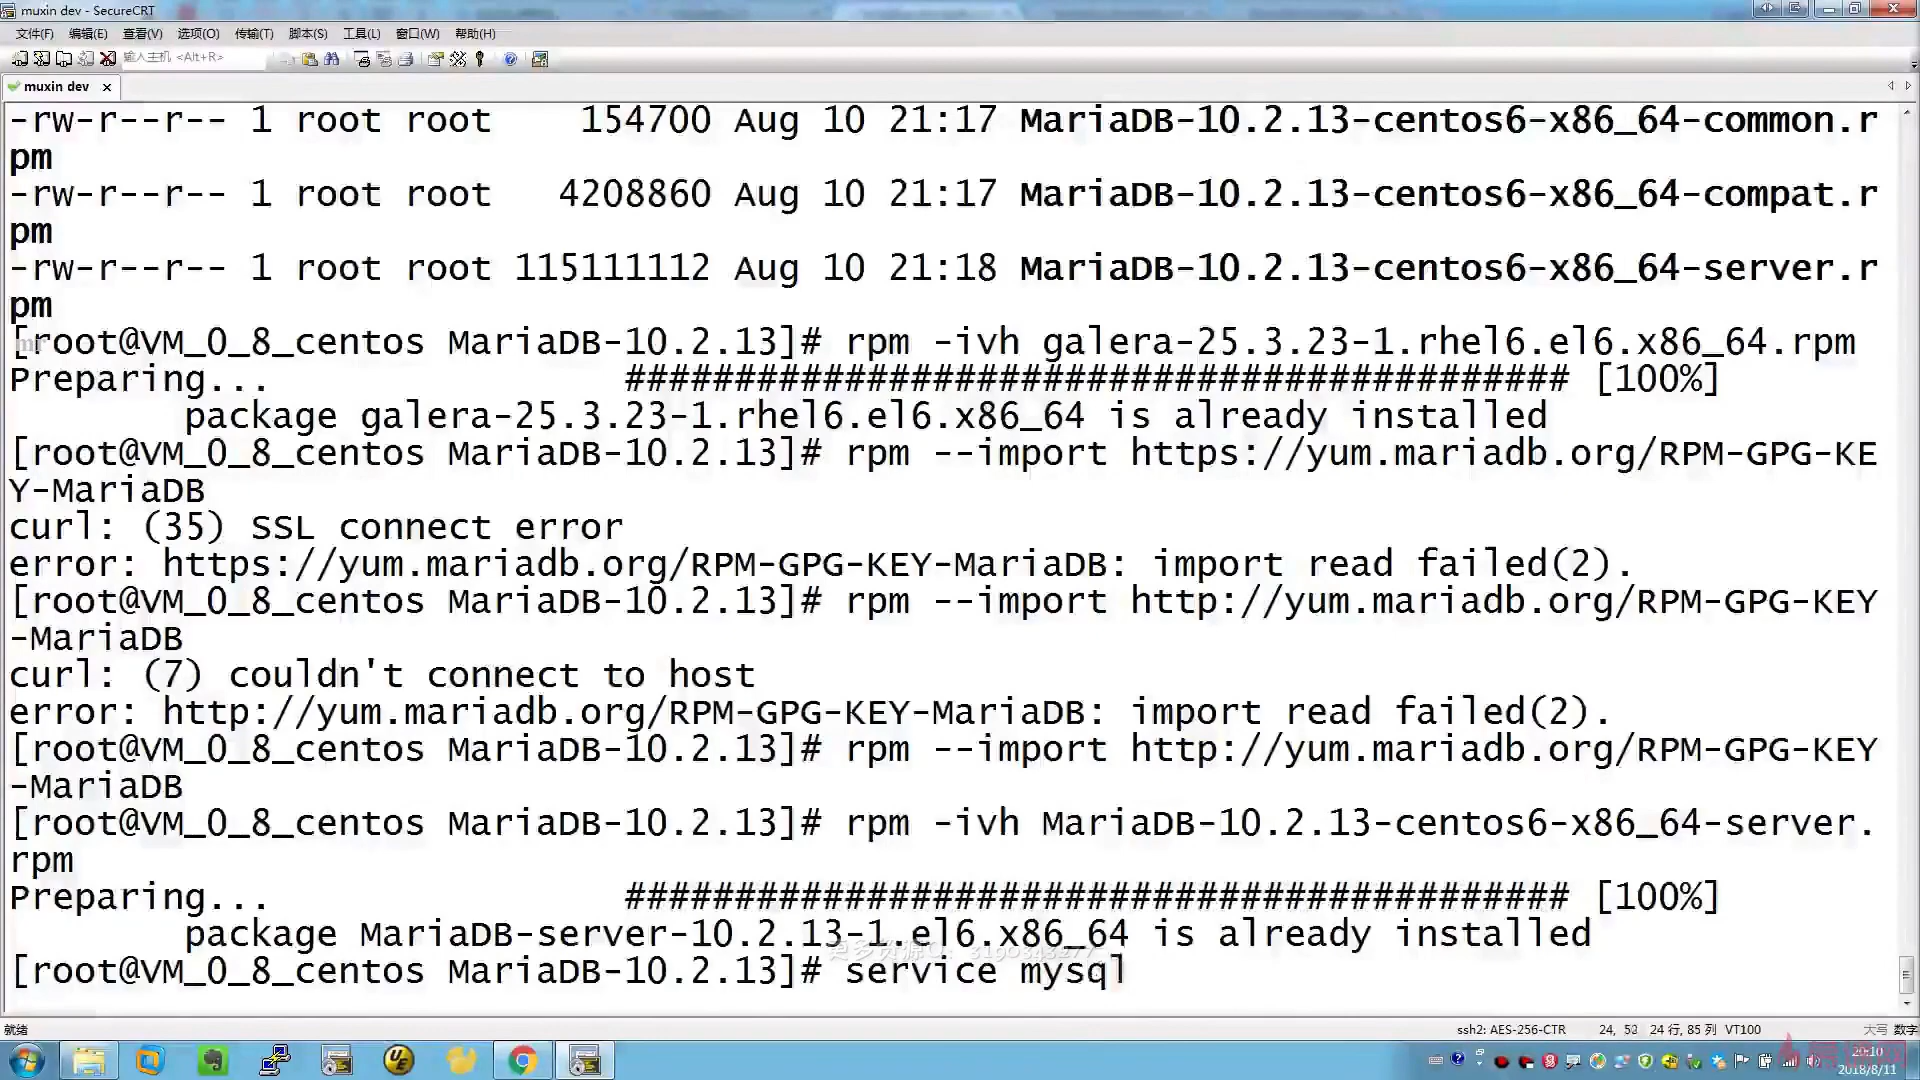 muxin dev - SecureCRT
文件(F) 编辑(E) 查看(V) 选项(O) 传输(T) 脚本(S) 工具(L) 窗口(W) 帮助(H)
输入主机 <Alt+R>
muxin dev
-rw-r--r-- 1 root root    154700 Aug 10 21:17 MariaDB-10.2.13-centos6-x86_64-common.r
pm
-rw-r--r-- 1 root root   4208860 Aug 10 21:17 MariaDB-10.2.13-centos6-x86_64-compat.r
pm
-rw-r--r-- 1 root root 115111112 Aug 10 21:18 MariaDB-10.2.13-centos6-x86_64-server.r
pm
[root@VM_0_8_centos MariaDB-10.2.13]# rpm -ivh galera-25.3.23-1.rhel6.el6.x86_64.rpm
Preparing...                ########################################### [100%]
        package galera-25.3.23-1.rhel6.el6.x86_64 is already installed
[root@VM_0_8_centos MariaDB-10.2.13]# rpm --import https://yum.mariadb.org/RPM-GPG-KE
Y-MariaDB
curl: (35) SSL connect error
error: https://yum.mariadb.org/RPM-GPG-KEY-MariaDB: import read failed(2).
[root@VM_0_8_centos MariaDB-10.2.13]# rpm --import http://yum.mariadb.org/RPM-GPG-KEY
-MariaDB
curl: (7) couldn't connect to host
error: http://yum.mariadb.org/RPM-GPG-KEY-MariaDB: import read failed(2).
[root@VM_0_8_centos MariaDB-10.2.13]# rpm --import http://yum.mariadb.org/RPM-GPG-KEY
-MariaDB
[root@VM_0_8_centos MariaDB-10.2.13]# rpm -ivh MariaDB-10.2.13-centos6-x86_64-server.
rpm
Preparing...                ########################################### [100%]
        package MariaDB-server-10.2.13-1.el6.x86_64 is already installed
[root@VM_0_8_centos MariaDB-10.2.13]# service mysql
就绪 ssh2: AES-256-CTR 24, 52 24 行, 85 列 VT100 大写 数字
20:10
2018/8/11